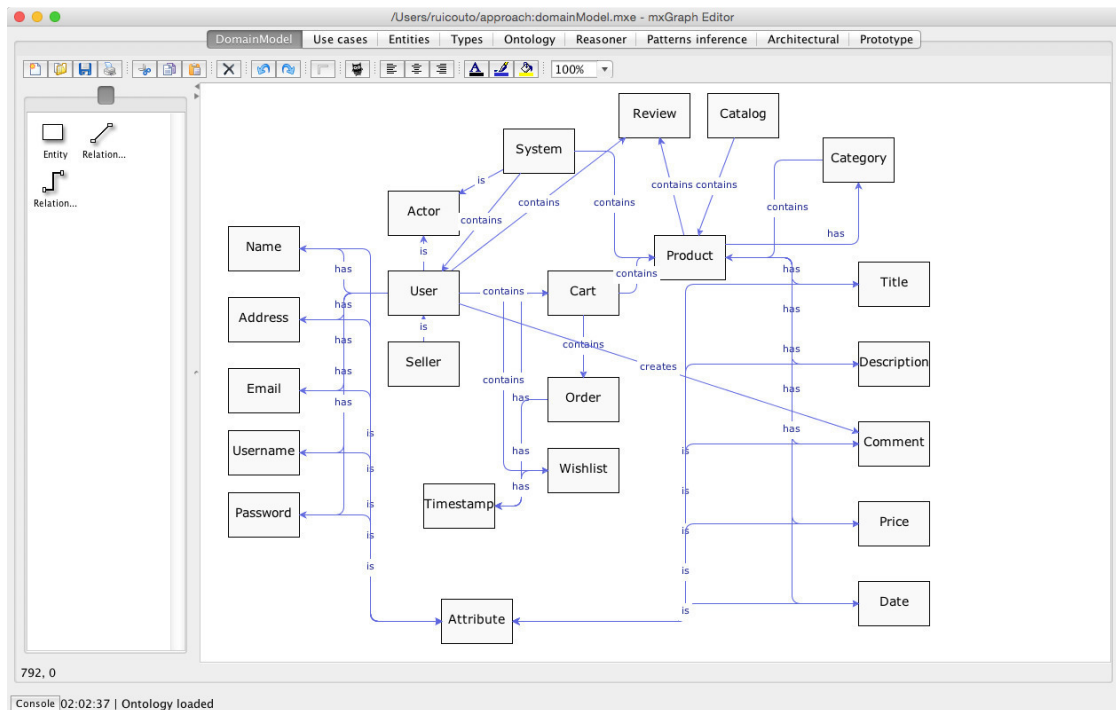 /Users/ruicouto/approach:domainModel.mxe - mxGraph Editor
DomainModel Use cases Entities Types Ontology Reasoner Patterns inference Architectural Prototype
100%
Entity Relation...
Relation...
Review Catalog
System
Category
is
contains contains
contains contains contains
Actor
contains
has
Name
is
Product
has
contains
has
User
contains
Cart
Title
has
has
Address
is
contains
has
has
Seller
creates
has
Description
has
contains
has
Email
Order
has
has
is
Comment
Username
has
is
is
Wishlist
has
is
Password
Timestamp
is
Price
is
is
is
is
Date
Attribute
792, 0
Console 02:02:37 | Ontology loaded